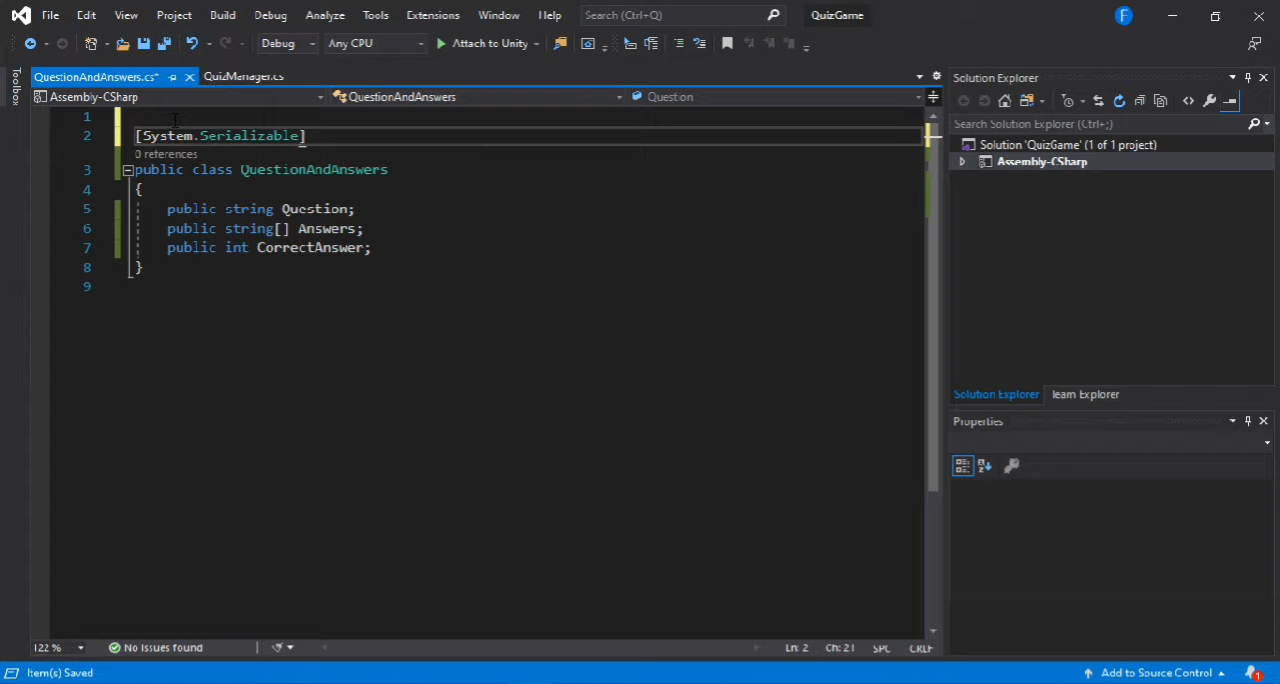 File Edit View Project Build Debug Analyze Tools Extensions Window Help Search (Ctrl+Q) QuizGame F
Debug Any CPU Attach to Unity
Toolbox
QuestionAndAnswers.cs* QuizManager.cs
Assembly-CSharp QuestionAndAnswers Question
1
2 [System.Serializable]
0 references
3 public class QuestionAndAnswers
4 {
5 public string Question;
6 public string[] Answers;
7 public int CorrectAnswer;
8 }
9
122 % No issues found Ln: 2 Ch: 21 SPC CRLF
Solution Explorer
Search Solution Explorer (Ctrl+;)
Solution 'QuizGame' (1 of 1 project)
Assembly-CSharp
Solution Explorer Team Explorer
Properties
Item(s) Saved Add to Source Control 1